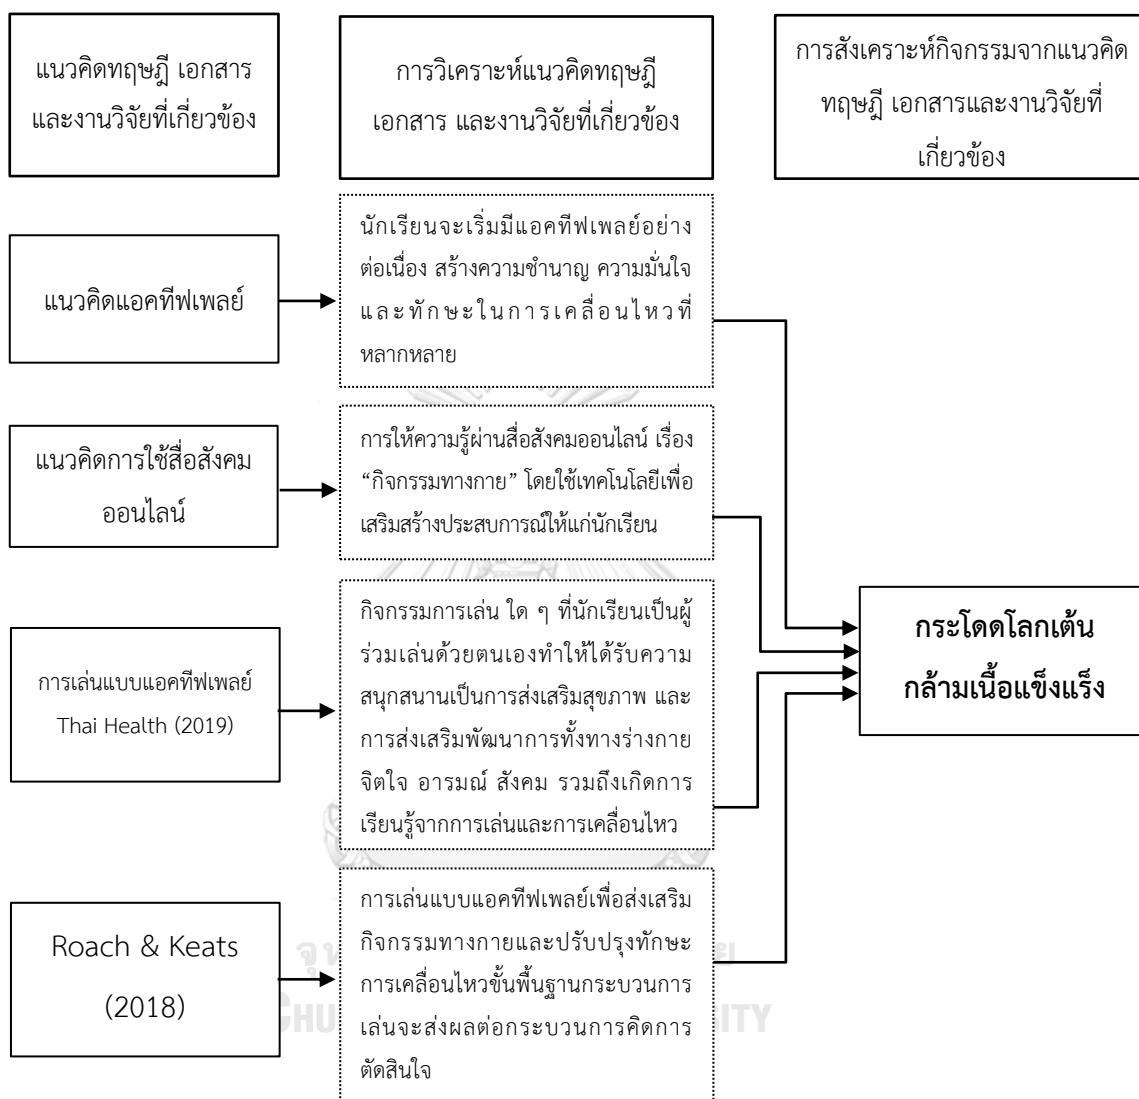 แนวคิดทฤษฎี เอกสาร
และงานวิจัยที่เกี่ยวข้อง
การวิเคราะห์แนวคิดทฤษฎี
เอกสาร และงานวิจัยที่เกี่ยวข้อง
การสังเคราะห์กิจกรรมจากแนวคิด
ทฤษฎี เอกสารและงานวิจัยที่
เกี่ยวข้อง
แนวคิดแอคทีฟเพลย์
นักเรียนจะเริ่มมีแอคทีฟเพลย์อย่าง
ต่อเนื่อง สร้างความชำนาญ ความมั่นใจ
และทักษะในการเคลื่อนไหวที่
หลากหลาย
แนวคิดการใช้สื่อสังคม
ออนไลน์
การให้ความรู้ผ่านสื่อสังคมออนไลน์ เรื่อง
“กิจกรรมทางกาย” โดยใช้เทคโนโลยีเพื่อ
เสริมสร้างประสบการณ์ให้แก่นักเรียน
การเล่นแบบแอคทีฟเพลย์
Thai Health (2019)
กิจกรรมการเล่น ใด ๆ ที่นักเรียนเป็นผู้
ร่วมเล่นด้วยตนเองทำให้ได้รับความ
สนุกสนานเป็นการส่งเสริมสุขภาพ และ
การส่งเสริมพัฒนาการทั้งทางร่างกาย
จิตใจ อารมณ์ สังคม รวมถึงเกิดการ
เรียนรู้จากการเล่นและการเคลื่อนไหว
กระโดดโลกเต้น
กล้ามเนื้อแข็งแร็ง
Roach & Keats
(2018)
การเล่นแบบแอคทีฟเพลย์เพื่อส่งเสริม
กิจกรรมทางกายและปรับปรุงทักษะ
การเคลื่อนไหวขั้นพื้นฐานกระบวนการ
เล่นจะส่งผลต่อกระบวนการคิดการ
ตัดสินใจ